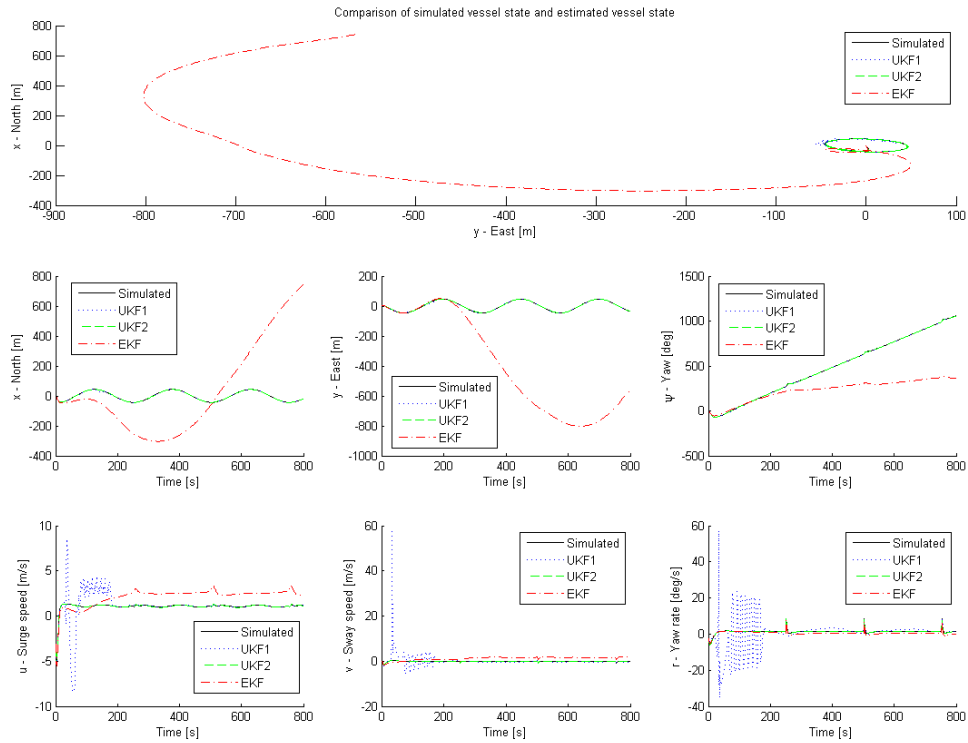 Comparison of simulated vessel state and estimated vessel state
800
600
400
200
0
-200
-400
x - North [m]
-900 -800 -700 -600 -500 -400 -300 -200 -100 0 100
y - East [m]
Simulated
UKF1
UKF2
EKF
800
600
400
200
0
-200
-400
x - North [m]
0 200 400 600 800
Time [s]
Simulated
UKF1
UKF2
EKF
200
0
-200
-400
-600
-800
-1000
y - East [m]
0 200 400 600 800
Time [s]
Simulated
UKF1
UKF2
EKF
1500
1000
500
0
-500
ψ - Yaw [deg]
0 200 400 600 800
Time [s]
Simulated
UKF1
UKF2
EKF
10
5
0
-5
-10
u - Surge speed [m/s]
0 200 400 600 800
Time [s]
Simulated
UKF1
UKF2
EKF
60
40
20
0
-20
v - Sway speed [m/s]
0 200 400 600 800
Time [s]
Simulated
UKF1
UKF2
EKF
60
40
20
0
-20
-40
r - Yaw rate [deg/s]
0 200 400 600 800
Time [s]
Simulated
UKF1
UKF2
EKF